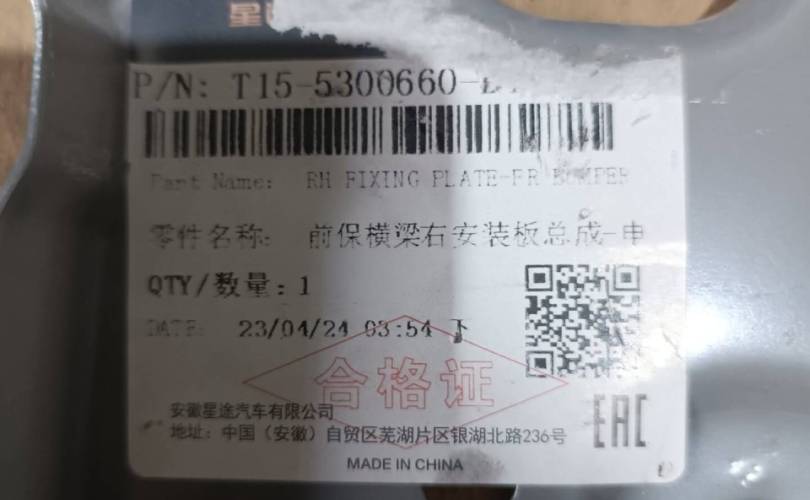 星
P/N: T15-5300660-
Part Name: RH FIXING PLATE-FR BUMPER
零件名称: 前保横梁右安装板总成-电
QTY/数量: 1
DATE: 23/04/24 03:54 下
合格证
安徽星途汽车有限公司
地址: 中国（安徽）自贸区芜湖片区银湖北路236号
EAC
MADE IN CHINA